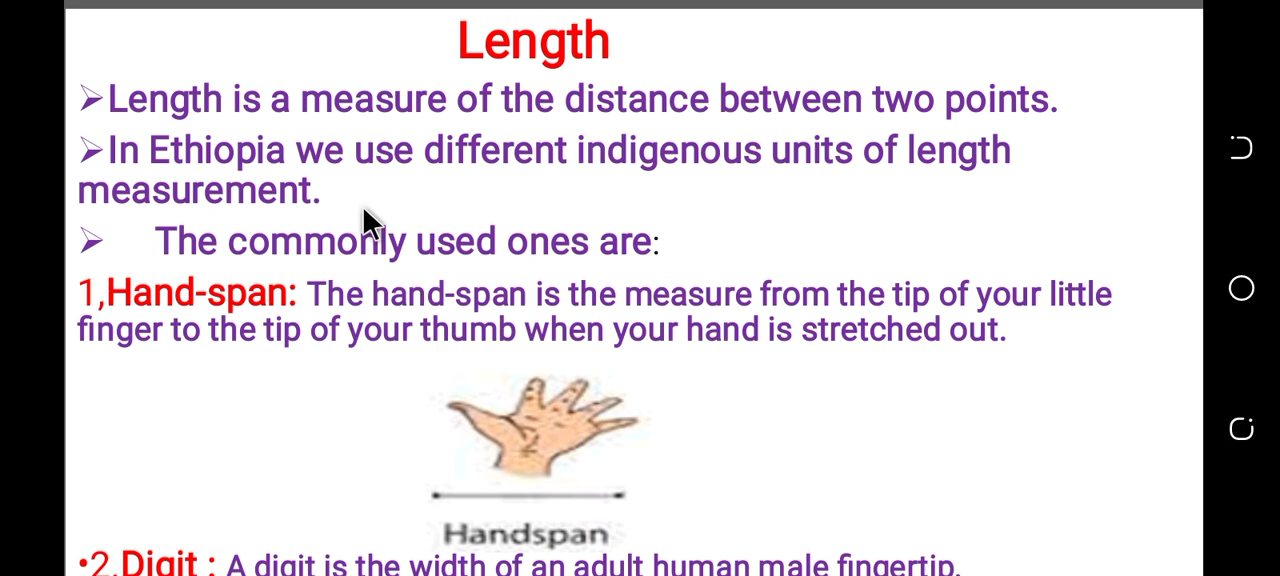 Length
➢Length is a measure of the distance between two points.
➢In Ethiopia we use different indigenous units of length
measurement.
➢ The commonly used ones are:
1,Hand-span: The hand-span is the measure from the tip of your little
finger to the tip of your thumb when your hand is stretched out.
Handspan
•2.Digit : A digit is the width of an adult human male fingertip.